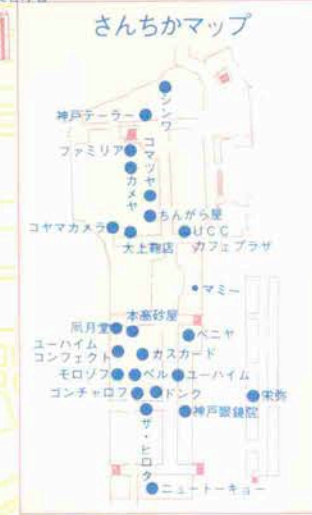 さんちかマップ
シンワ
神戸テーラー
ファミリア
コマツヤ
カメヤ
ちんがら屋
コヤマカメラ
大上鞄店
UCC
カフェプラザ
マミー
本高砂屋
風月堂
ベニヤ
ユーハイム
コンフェクト
カスカード
モロゾフ
ベル
ユーハイム
ゴンチャロフ
ドンク
栄弥
神戸眼鏡院
ザ・ヒロタ
ニュートーキョー